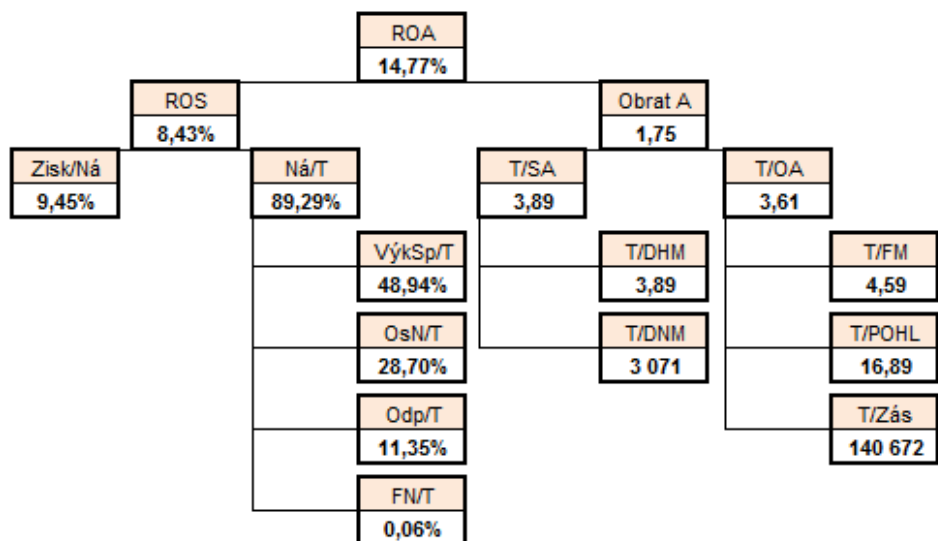 ROA
14,77%
ROS
8,43%
Obrat A
1,75
Zisk/Ná
9,45%
Ná/T
89,29%
T/SA
3,89
T/OA
3,61
VýkSp/T
48,94%
T/DHM
3,89
T/FM
4,59
OsN/T
28,70%
T/DNM
3 071
T/POHL
16,89
Odp/T
11,35%
T/Zás
140 672
FN/T
0,06%